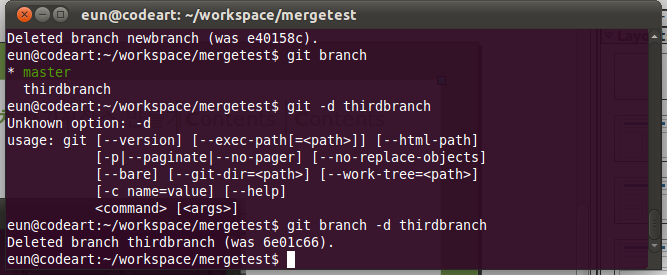 eun@codeart: ~/workspace/mergetest
Deleted branch newbranch (was e40158c).
eun@codeart:~/workspace/mergetest$ git branch
* master
  thirdbranch
eun@codeart:~/workspace/mergetest$ git -d thirdbranch
Unknown option: -d
usage: git [--version] [--exec-path[=<path>]] [--html-path]
           [-p|--paginate|--no-pager] [--no-replace-objects]
           [--bare] [--git-dir=<path>] [--work-tree=<path>]
           [-c name=value] [--help]
           <command> [<args>]
eun@codeart:~/workspace/mergetest$ git branch -d thirdbranch
Deleted branch thirdbranch (was 6e01c66).
eun@codeart:~/workspace/mergetest$
Contents | Contents